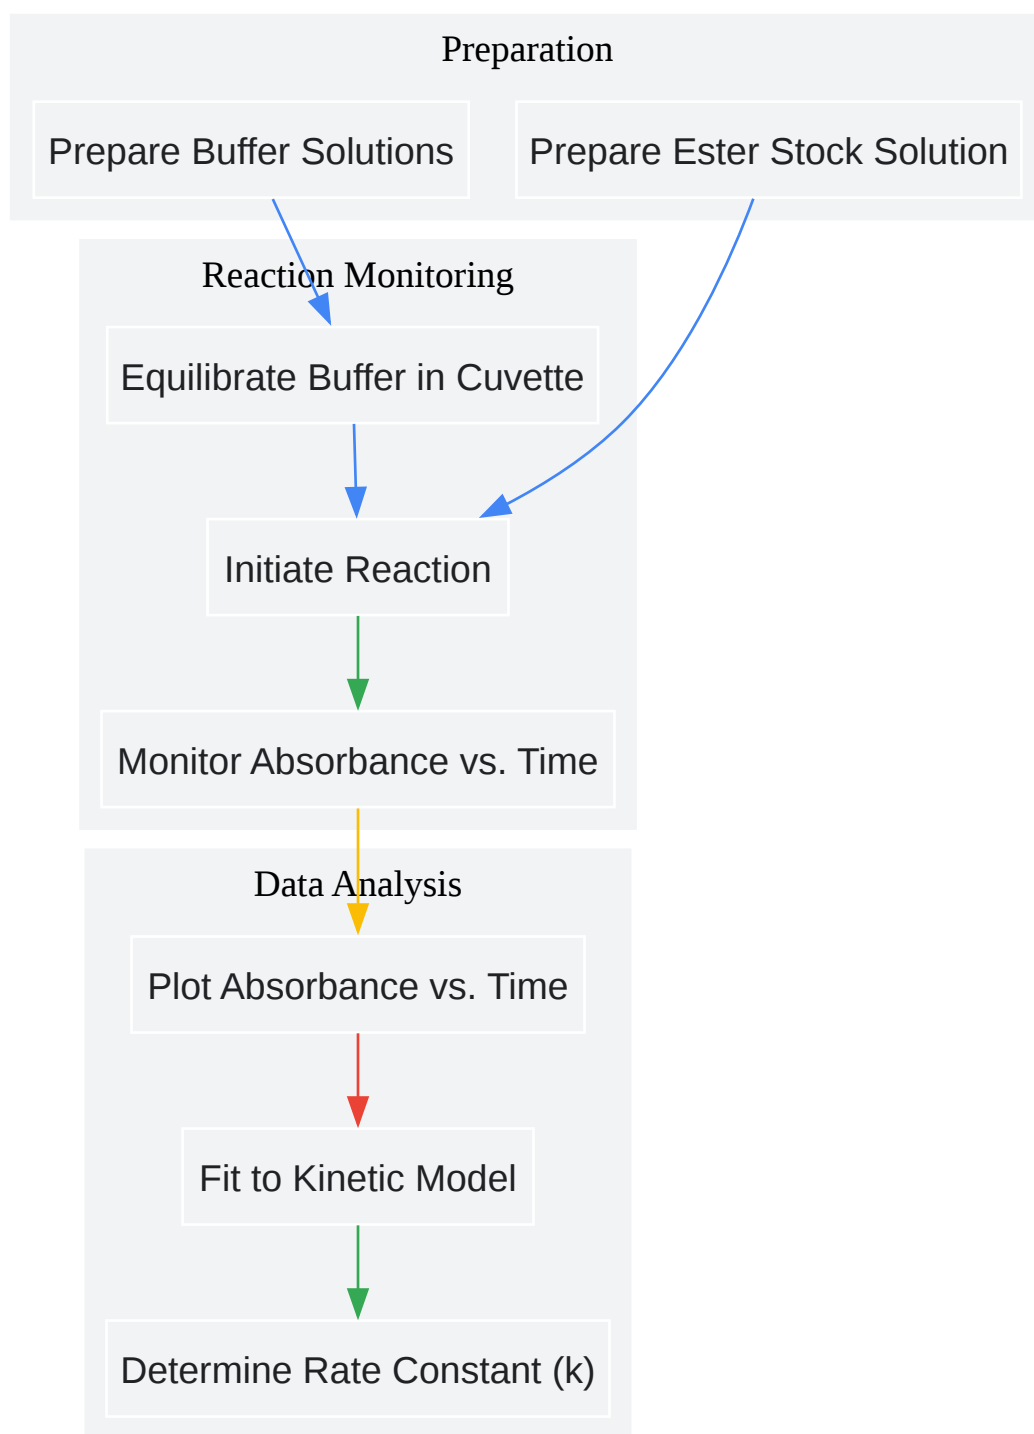 Preparation
Prepare Buffer Solutions
Prepare Ester Stock Solution
Reaction Monitoring
Equilibrate Buffer in Cuvette
Initiate Reaction
Monitor Absorbance vs. Time
Data Analysis
Plot Absorbance vs. Time
Fit to Kinetic Model
Determine Rate Constant (k)